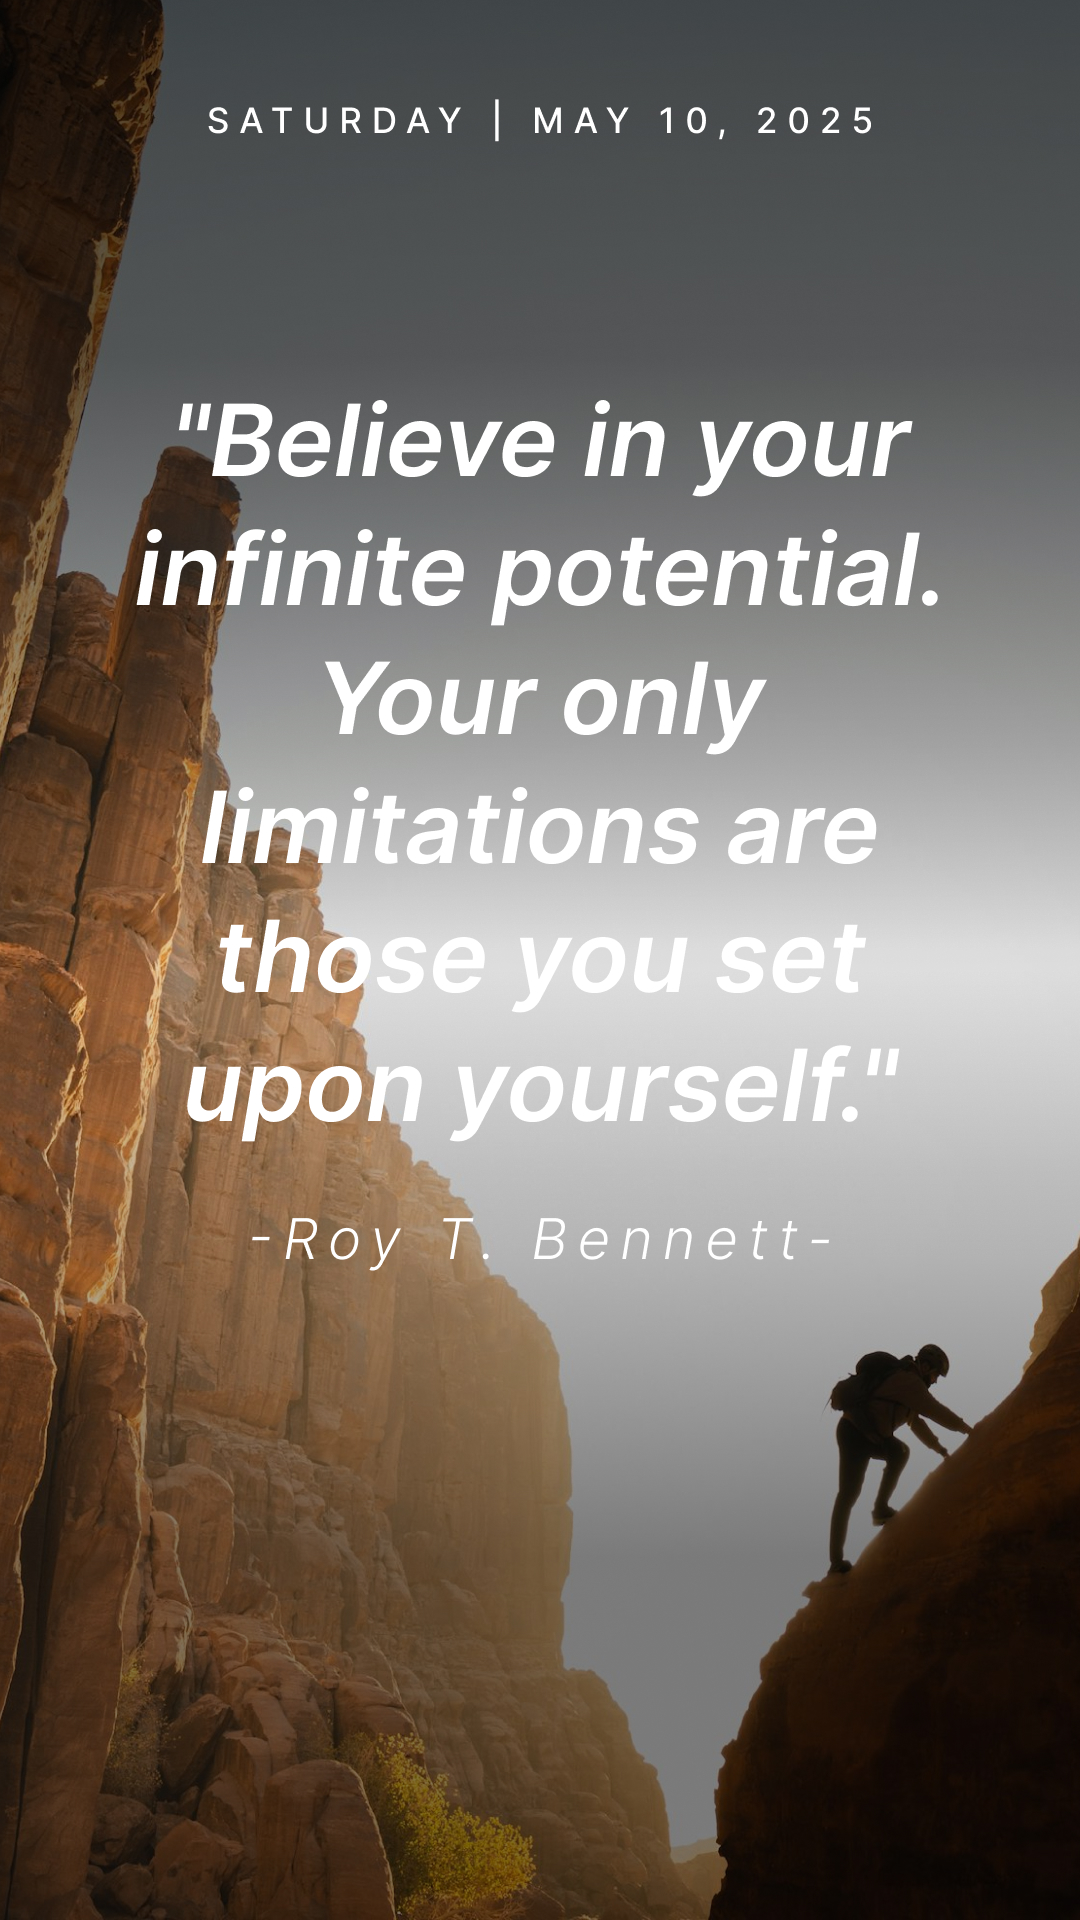 SATURDAY | MAY 10, 2025
"Believe in your
infinite potential.
Your only
limitations are
those you set
upon yourself."
-Roy T. Bennett-